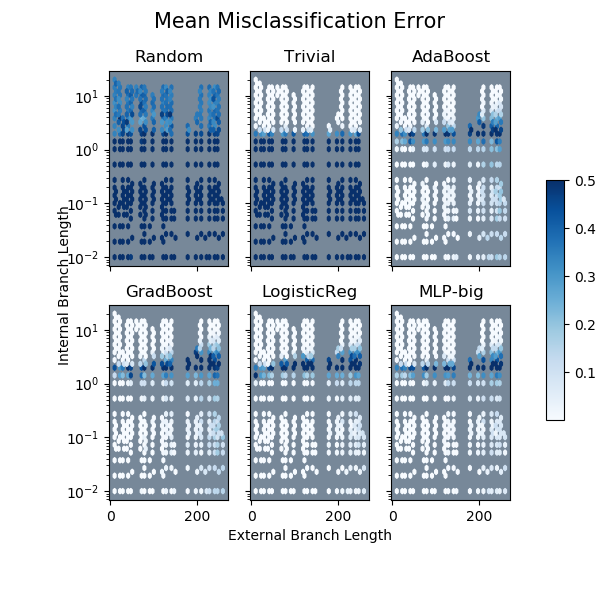 Mean Misclassification Error
Random Trivial AdaBoost
10¹
10⁰
10⁻¹
10⁻²
GradBoost LogisticReg MLP-big
10¹
10⁰
10⁻¹
10⁻²
0 200 0 200 0 200
Internal Branch Length
External Branch Length
0.5
0.4
0.3
0.2
0.1